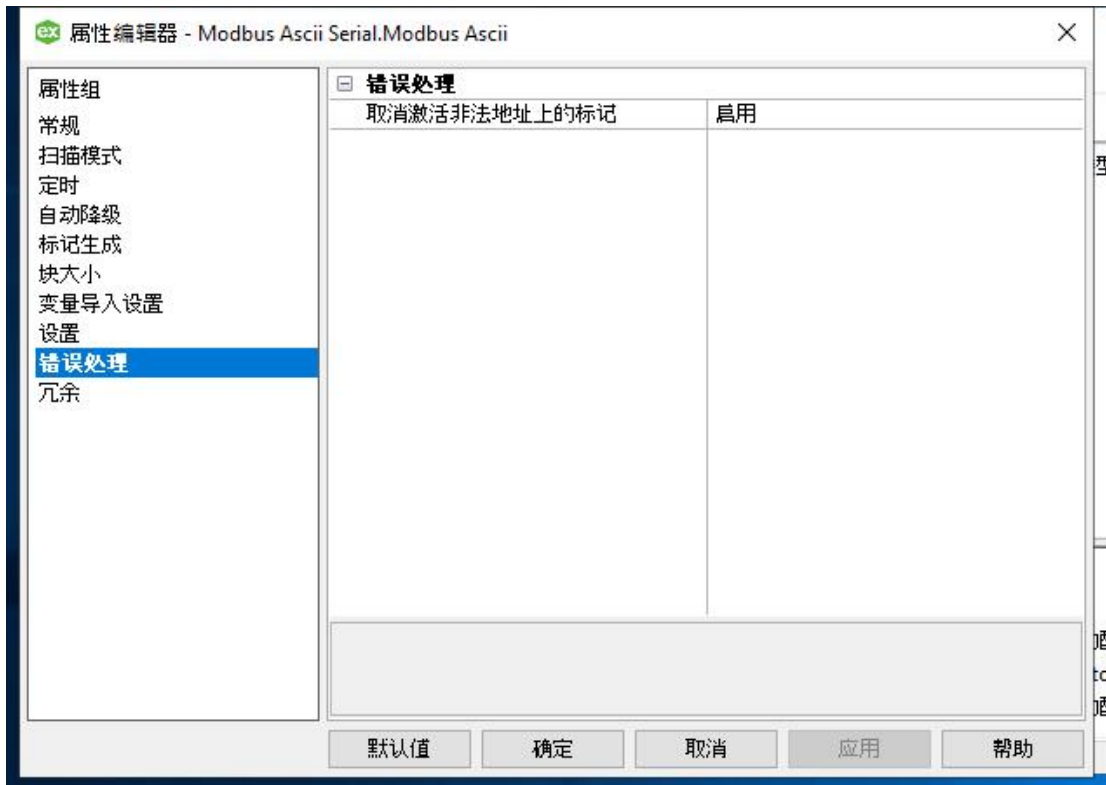 属性编辑器 - Modbus Ascii Serial.Modbus Ascii
属性组
常规
扫描模式
定时
自动降级
标记生成
块大小
变量导入设置
设置
错误处理
冗余
错误处理
取消激活非法地址上的标记 启用
默认值 确定 取消 应用 帮助